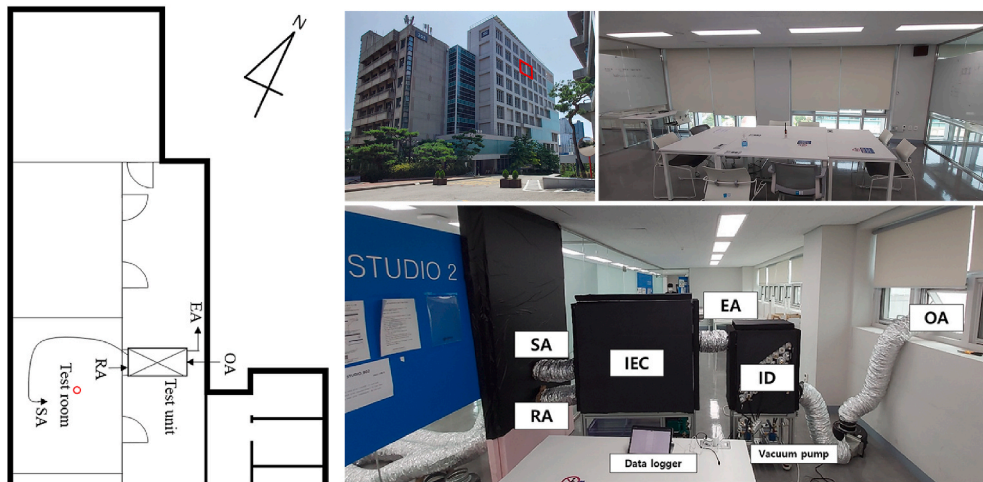 N
EA
RA
OA
SA
Test room
Test unit
STUDIO 2
SA
RA
IEC
EA
ID
OA
Data logger
Vacuum pump